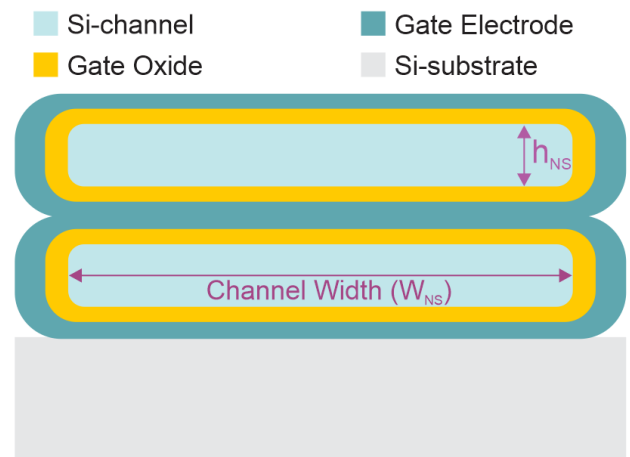 Si-channel
Gate Electrode
Gate Oxide
Si-substrate
hNS
Channel Width (WNS)